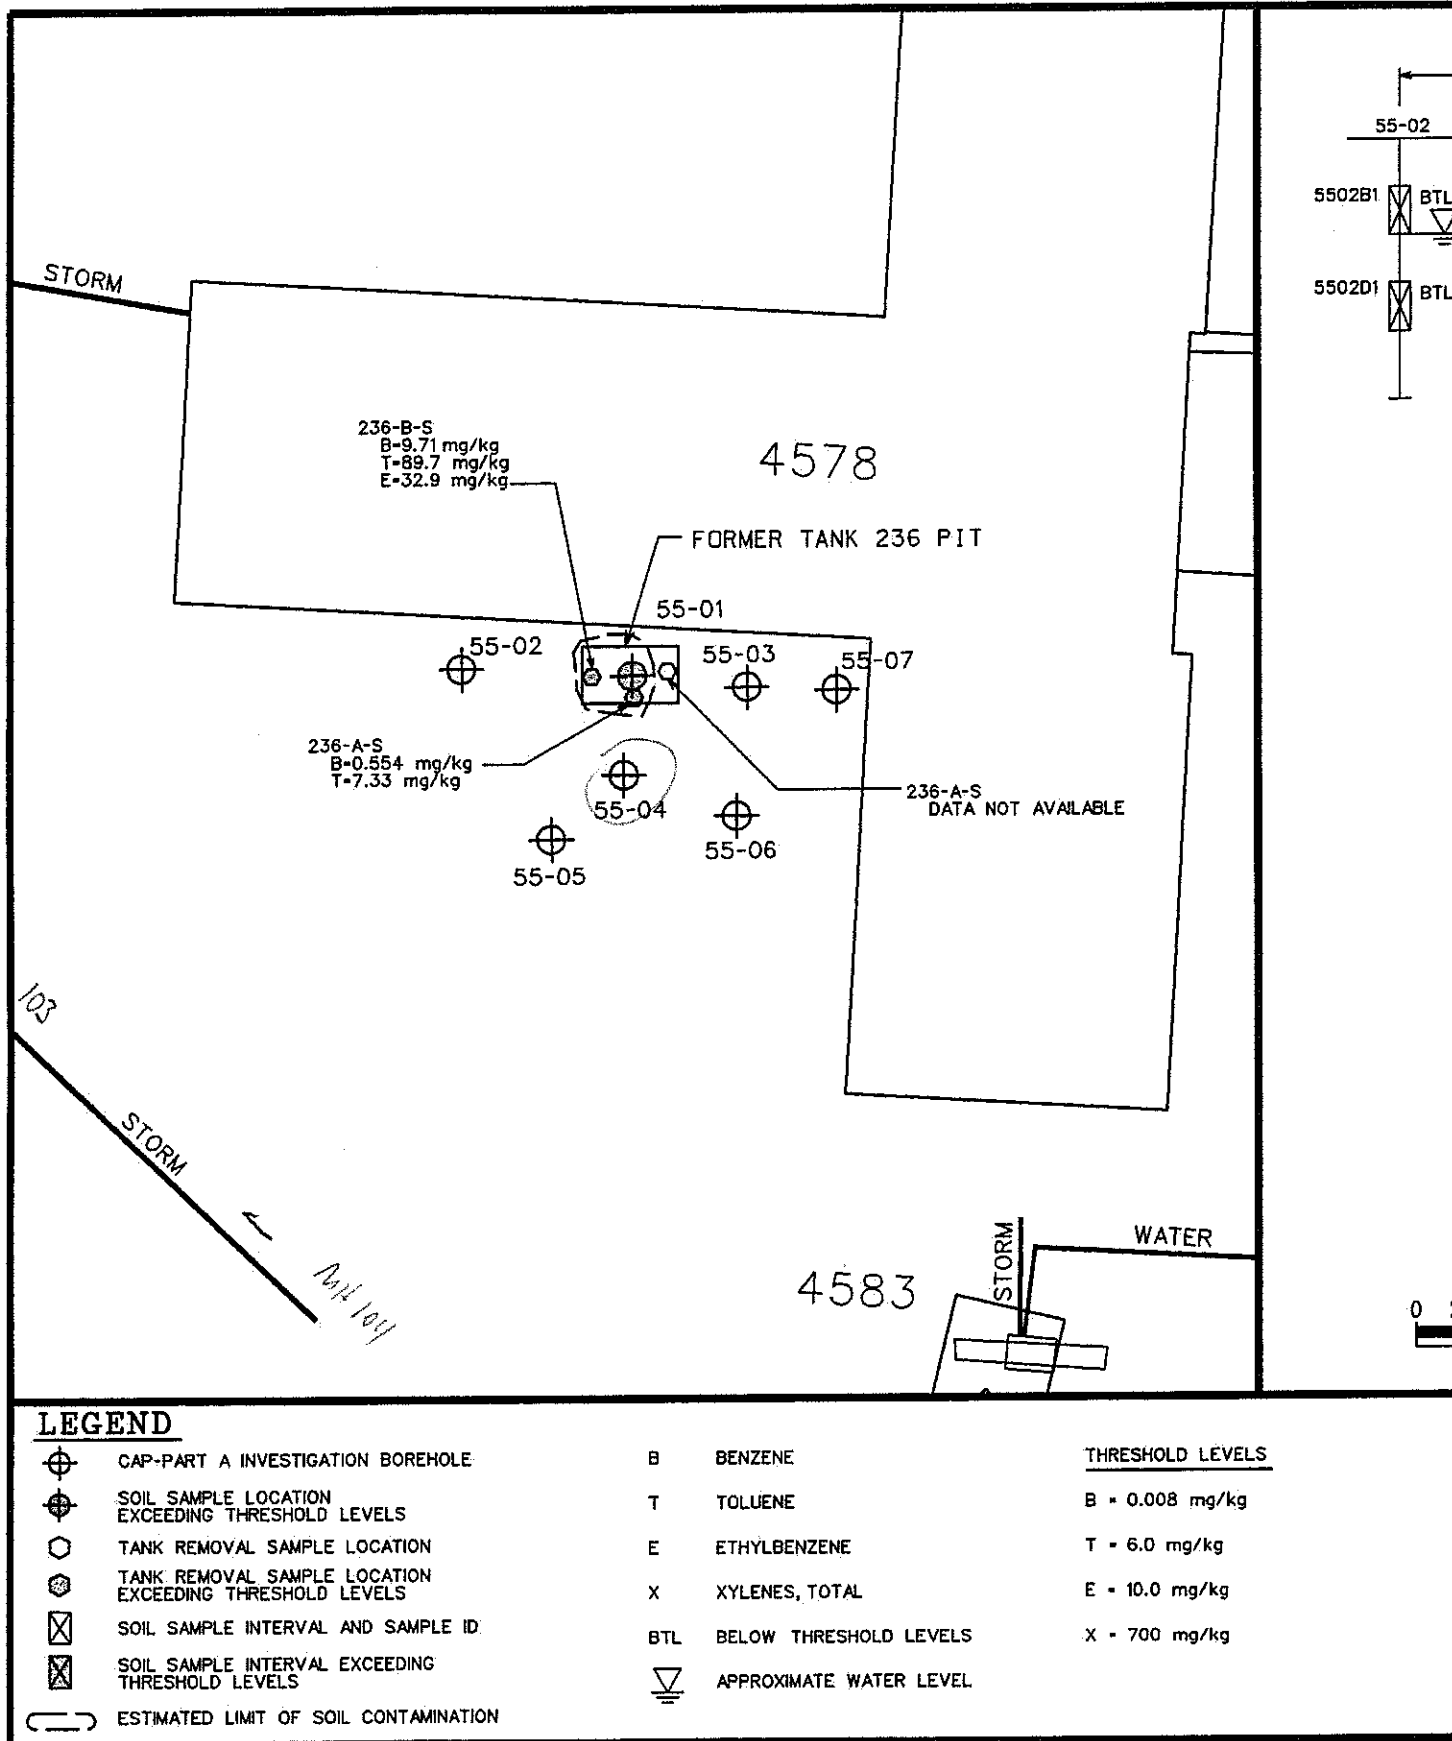 STORM
236-B-S
B=9.71 mg/kg
T=89.7 mg/kg
E=32.9 mg/kg
4578
FORMER TANK 236 PIT
55-01
55-02
55-03
55-07
236-A-S
B=0.554 mg/kg
T=7.33 mg/kg
55-04
236-A-S
DATA NOT AVAILABLE
55-06
55-05
103
STORM
MH 104
4583
STORM
WATER
55-02
5502B1 BTL
5502D1 BTL
0
LEGEND
CAP-PART A INVESTIGATION BOREHOLE
SOIL SAMPLE LOCATION
EXCEEDING THRESHOLD LEVELS
TANK REMOVAL SAMPLE LOCATION
TANK REMOVAL SAMPLE LOCATION
EXCEEDING THRESHOLD LEVELS
SOIL SAMPLE INTERVAL AND SAMPLE ID
SOIL SAMPLE INTERVAL EXCEEDING
THRESHOLD LEVELS
ESTIMATED LIMIT OF SOIL CONTAMINATION
B BENZENE
T TOLUENE
E ETHYLBENZENE
X XYLENES, TOTAL
BTL BELOW THRESHOLD LEVELS
APPROXIMATE WATER LEVEL
THRESHOLD LEVELS
B = 0.008 mg/kg
T = 6.0 mg/kg
E = 10.0 mg/kg
X = 700 mg/kg